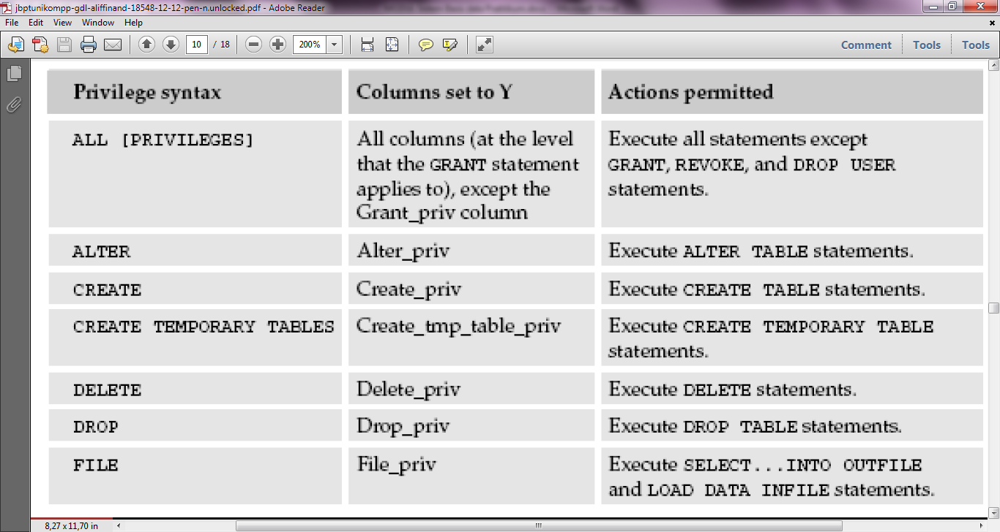 jbptunikompp-gdl-aliffinand-18548-12-12-pen-n.unlocked.pdf - Adobe Reader
File Edit View Window Help
10 / 18 200% Comment Tools Tools
Privilege syntax Columns set to Y Actions permitted
ALL [PRIVILEGES] All columns (at the level Execute all statements except
that the GRANT statement GRANT, REVOKE, and DROP USER
applies to), except the statements.
Grant_priv column
ALTER Alter_priv Execute ALTER TABLE statements.
CREATE Create_priv Execute CREATE TABLE statements.
CREATE TEMPORARY TABLES Create_tmp_table_priv Execute CREATE TEMPORARY TABLE
statements.
DELETE Delete_priv Execute DELETE statements.
DROP Drop_priv Execute DROP TABLE statements.
FILE File_priv Execute SELECT...INTO OUTFILE
and LOAD DATA INFILE statements.
8,27 x 11,70 in